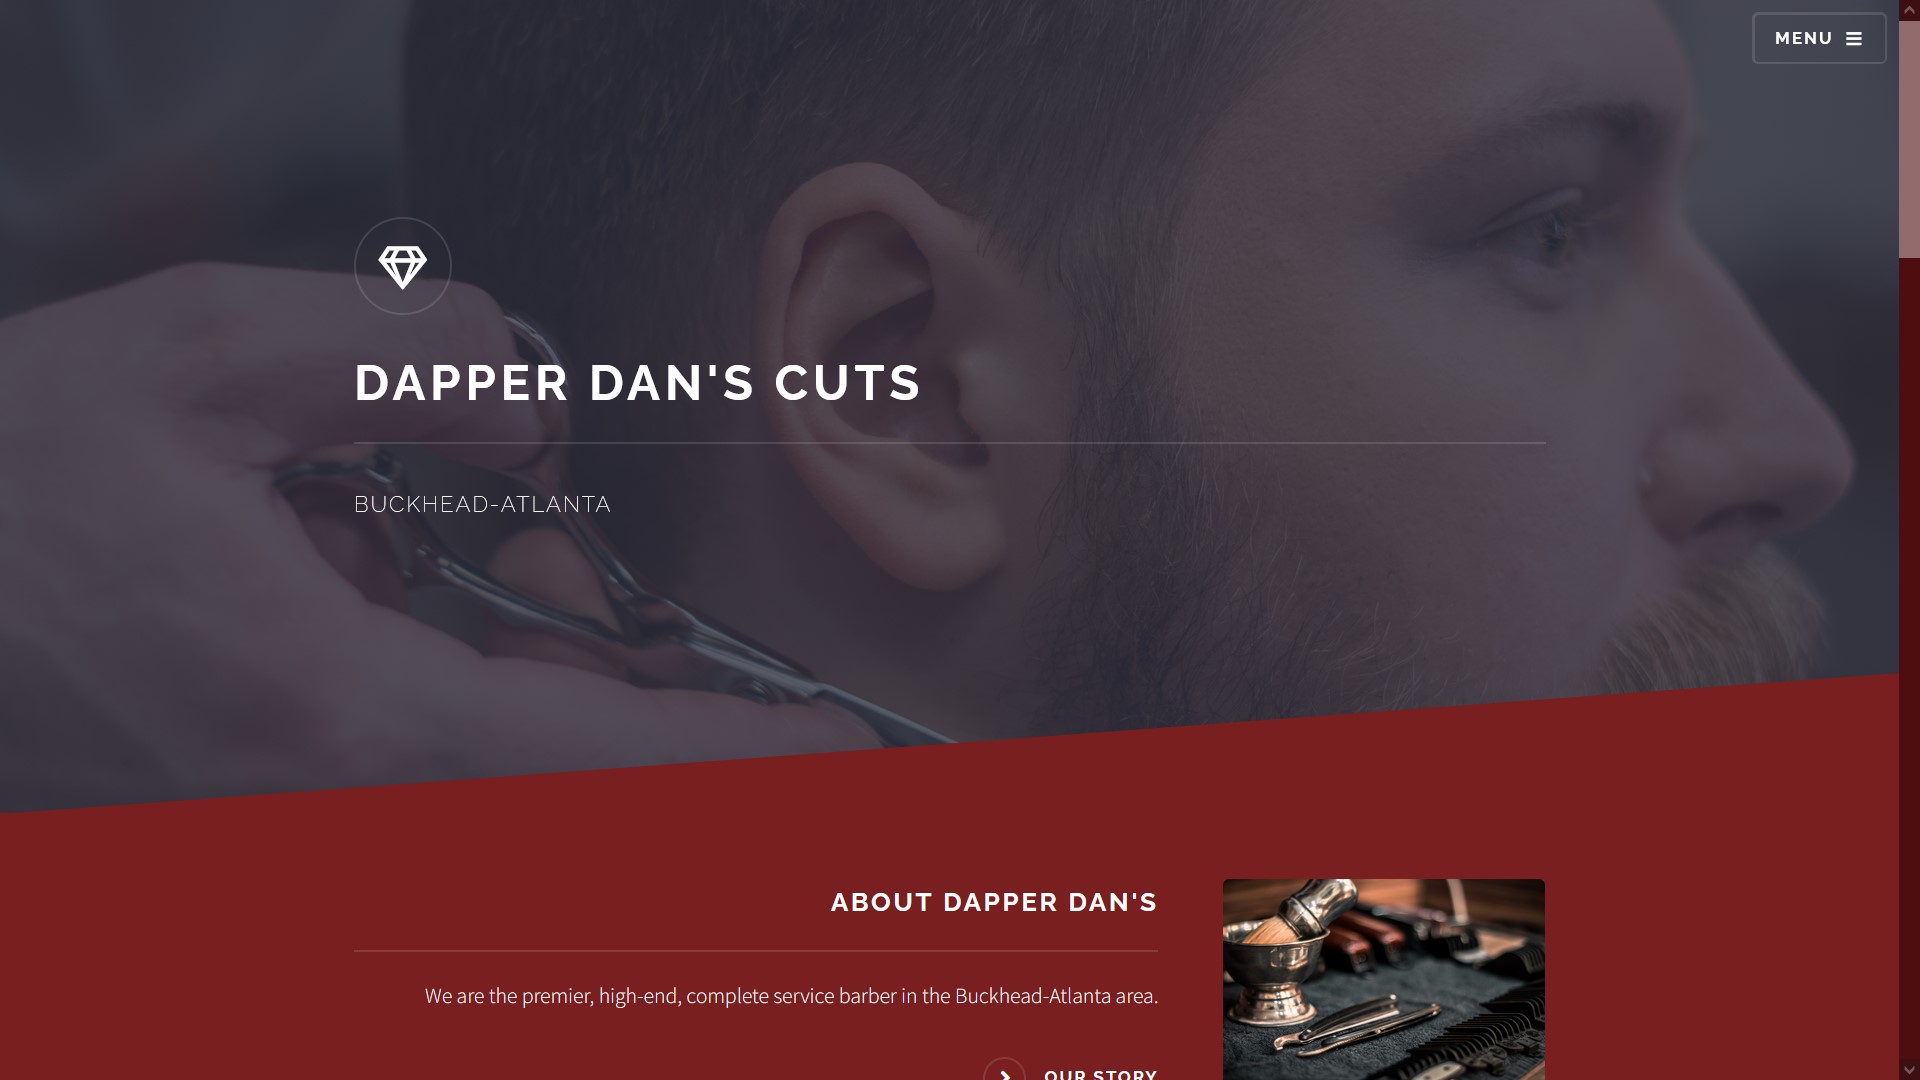 MENU
DAPPER DAN'S CUTS
BUCKHEAD-ATLANTA
ABOUT DAPPER DAN'S
We are the premier, high-end, complete service barber in the Buckhead-Atlanta area.
OUR STORY